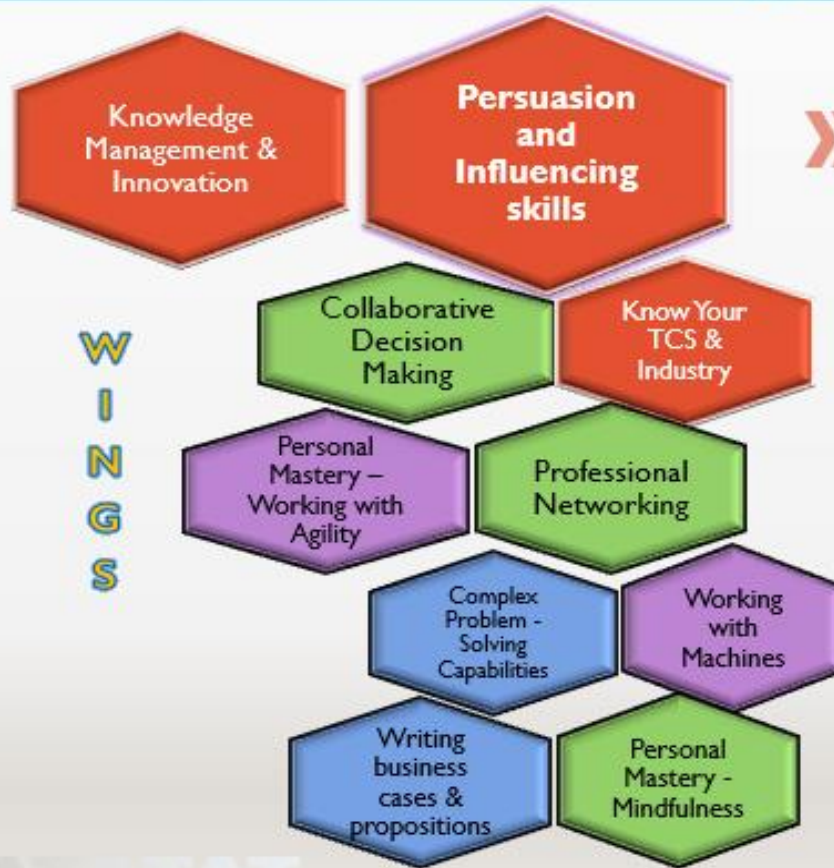 Knowledge
Management &
Innovation
Persuasion
and
Influencing
skills
Collaborative
Decision
Making
Know Your
TCS &
Industry
W
I
N
G
S
Personal
Mastery –
Working with
Agility
Professional
Networking
Complex
Problem -
Solving
Capabilities
Working
with
Machines
Writing
business
cases &
propositions
Personal
Mastery -
Mindfulness